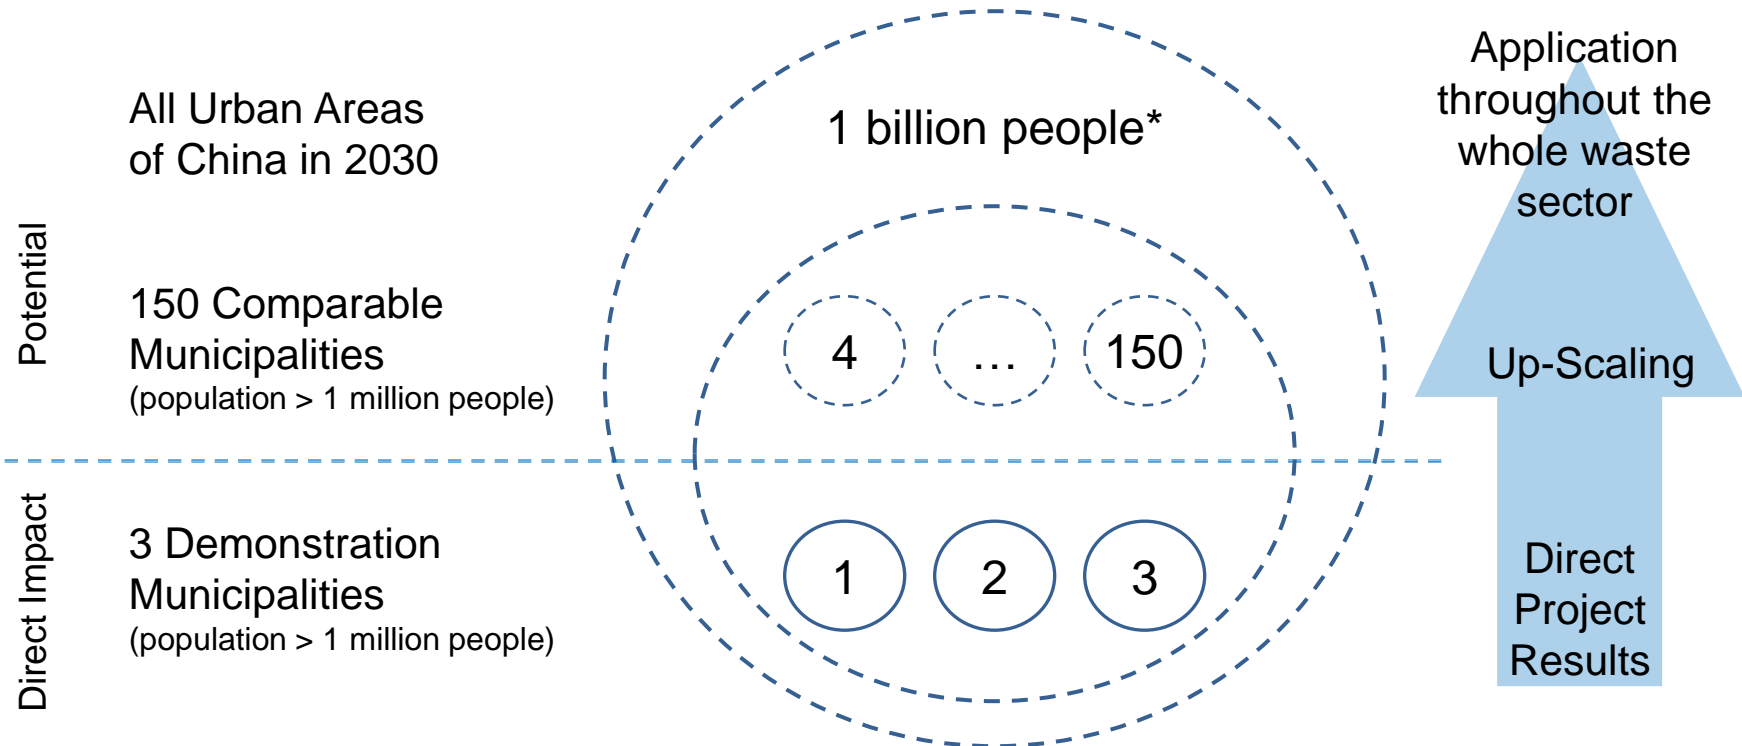 All Urban Areas
of China in 2030
1 billion people*
Application
throughout the
whole waste
sector
Potential
150 Comparable
Municipalities
(population > 1 million people)
4
...
150
Up-Scaling
Direct Impact
3 Demonstration
Municipalities
(population > 1 million people)
1
2
3
Direct
Project
Results